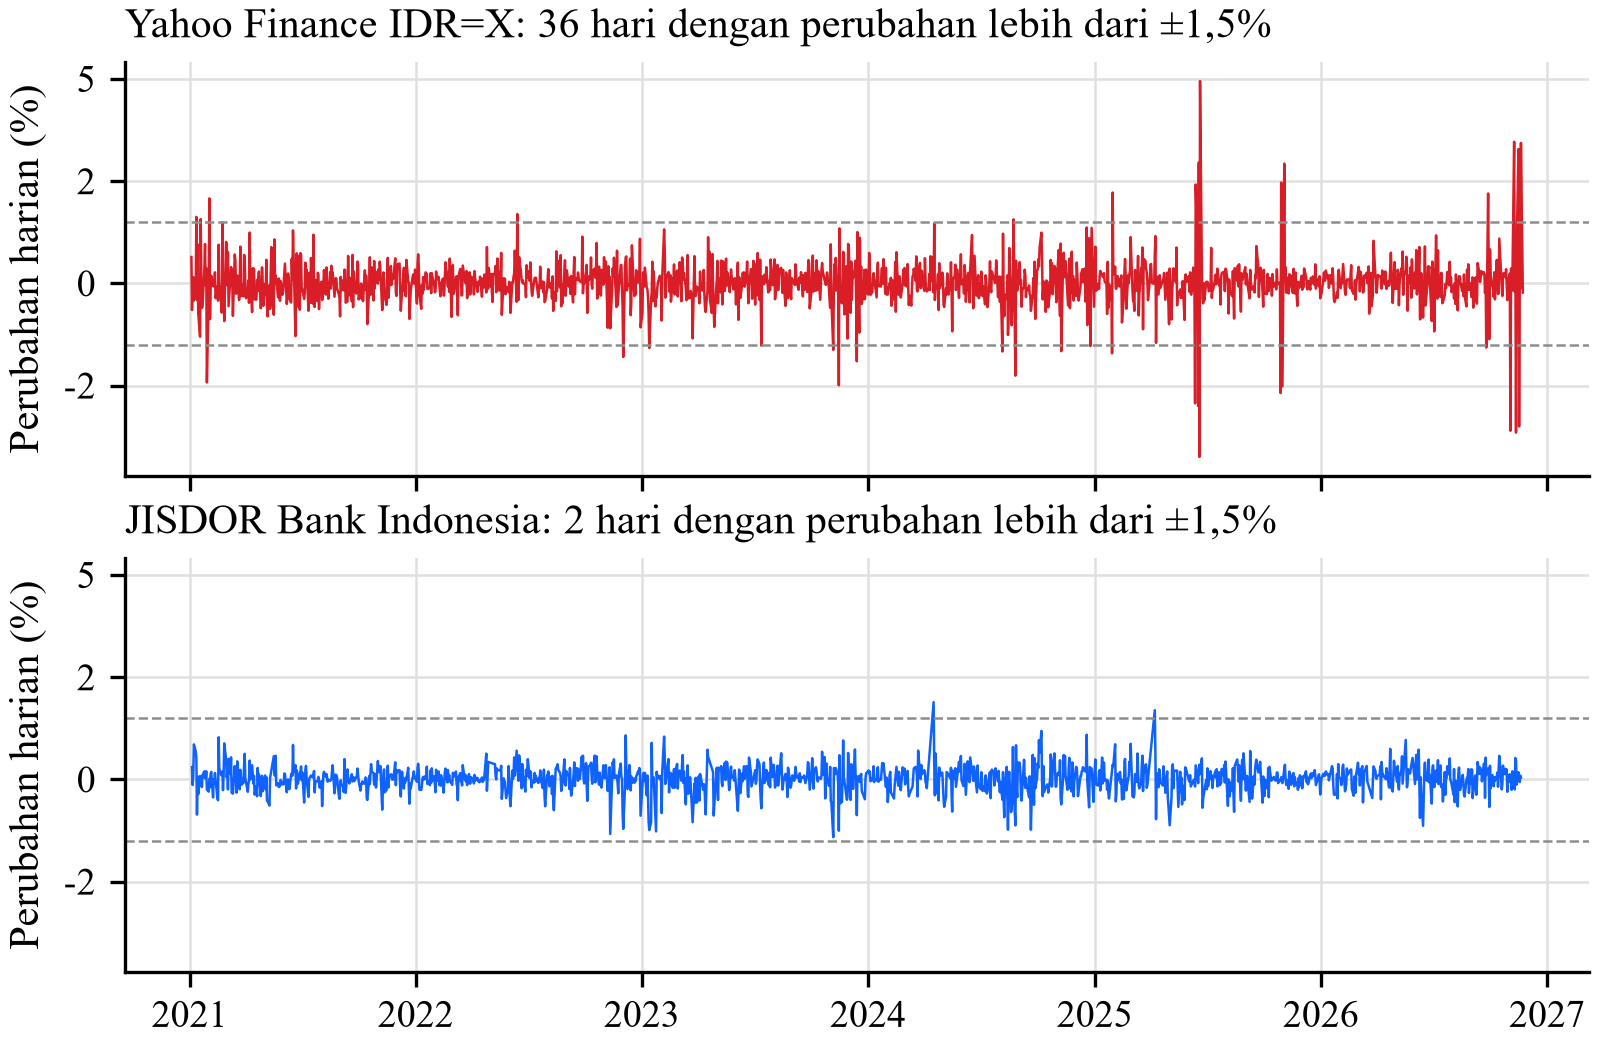 Yahoo Finance IDR=X: 36 hari dengan perubahan lebih dari ±1,5%
Perubahan harian (%)
5
2
0
-2
JISDOR Bank Indonesia: 2 hari dengan perubahan lebih dari ±1,5%
Perubahan harian (%)
5
2
0
-2
2021 2022 2023 2024 2025 2026 2027